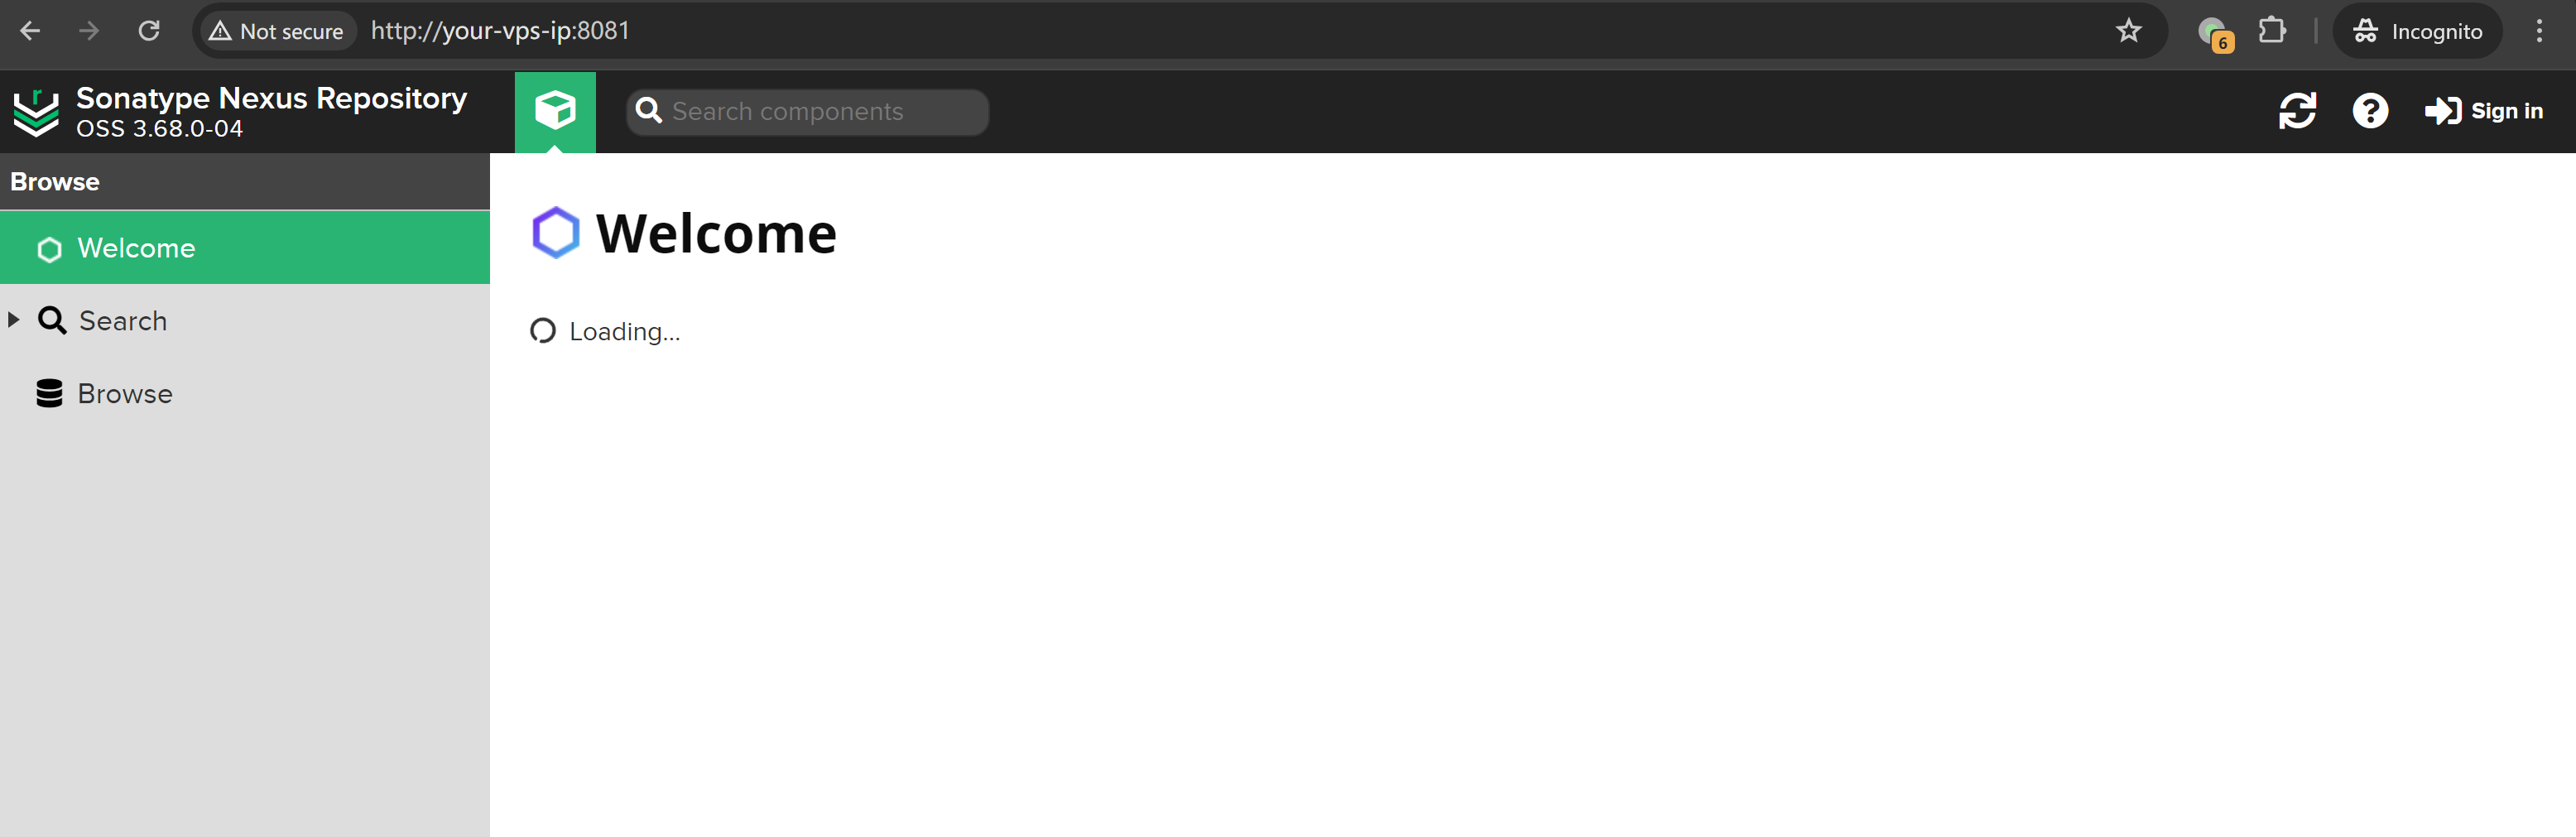 Not secure http://your-vps-ip:8081 6 Incognito
r
Sonatype Nexus Repository
OSS 3.68.0-04
Search components
? Sign in
Browse
Welcome
Search
Browse
Welcome
Loading...